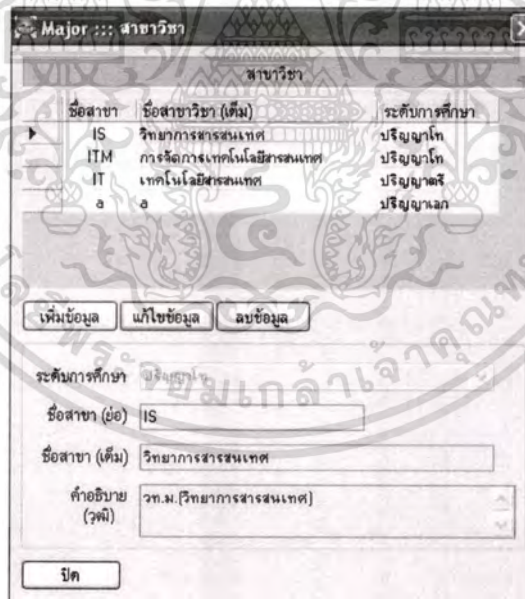 Major ::: สาขาวิชา
สาขาวิชา
ชื่อสาขา ชื่อสาขาวิชา (เต็ม) ระดับการศึกษา
IS วิทยาการสารสนเทศ ปริญญาโท
ITM การจัดการเทคโนโลยีสารสนเทศ ปริญญาโท
IT เทคโนโลยีสารสนเทศ ปริญญาตรี
a a ปริญญาเอก
เพิ่มข้อมูล แก้ไขข้อมูล ลบข้อมูล
ระดับการศึกษา ปริญญาโท
ชื่อสาขา (ย่อ) IS
ชื่อสาขา (เต็ม) วิทยาการสารสนเทศ
คำอธิบาย วท.ม.(วิทยาการสารสนเทศ)
(วุฒิ)
ปิด